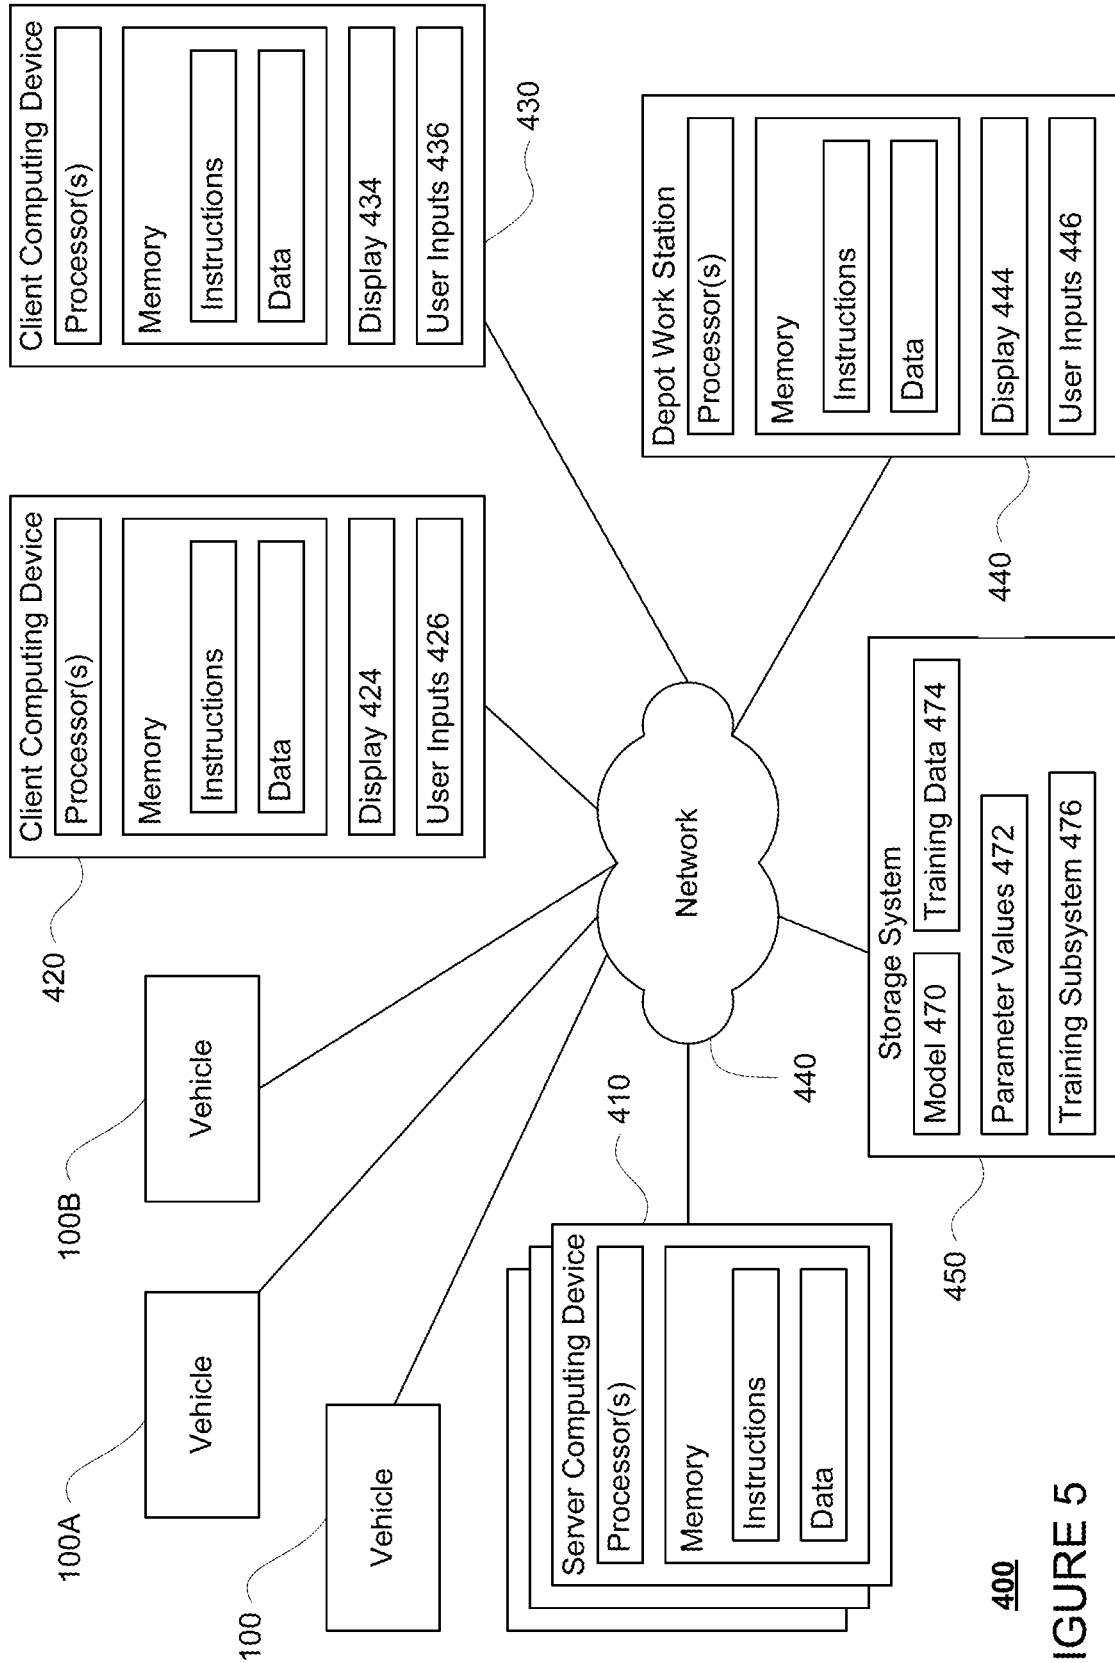 100
Vehicle
100A
Vehicle
100B
Vehicle
420
Client Computing Device
Processor(s)
Memory
Instructions
Data
Display 424
User Inputs 426
Client Computing Device
Processor(s)
Memory
Instructions
Data
Display 434
User Inputs 436
430
Server Computing Device
Processor(s)
Memory
Instructions
Data
410
Network
440
Storage System
Model 470
Training Data 474
Parameter Values 472
Training Subsystem 476
450
Depot Work Station
Processor(s)
Memory
Instructions
Data
Display 444
User Inputs 446
440
400
IGURE 5